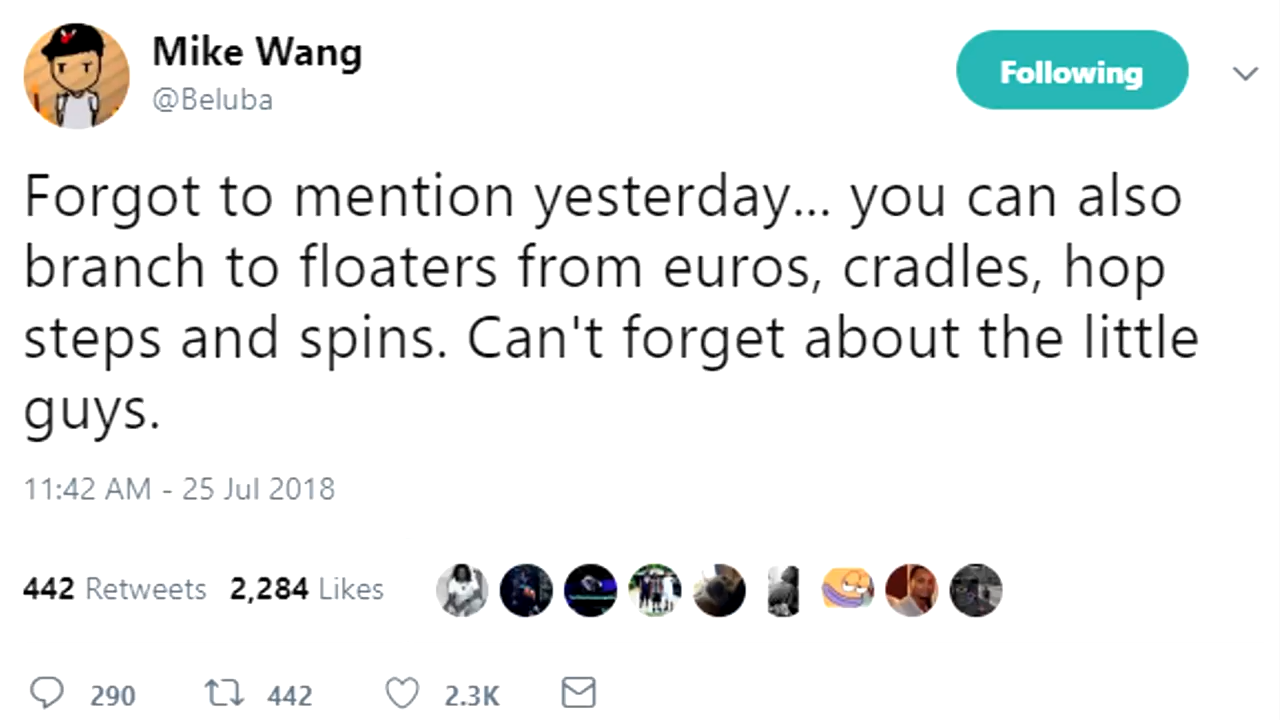 Mike Wang
@Beluba
Following
Forgot to mention yesterday... you can also
branch to floaters from euros, cradles, hop
steps and spins. Can't forget about the little
guys.
11:42 AM - 25 Jul 2018
442 Retweets 2,284 Likes
290 442 2.3K